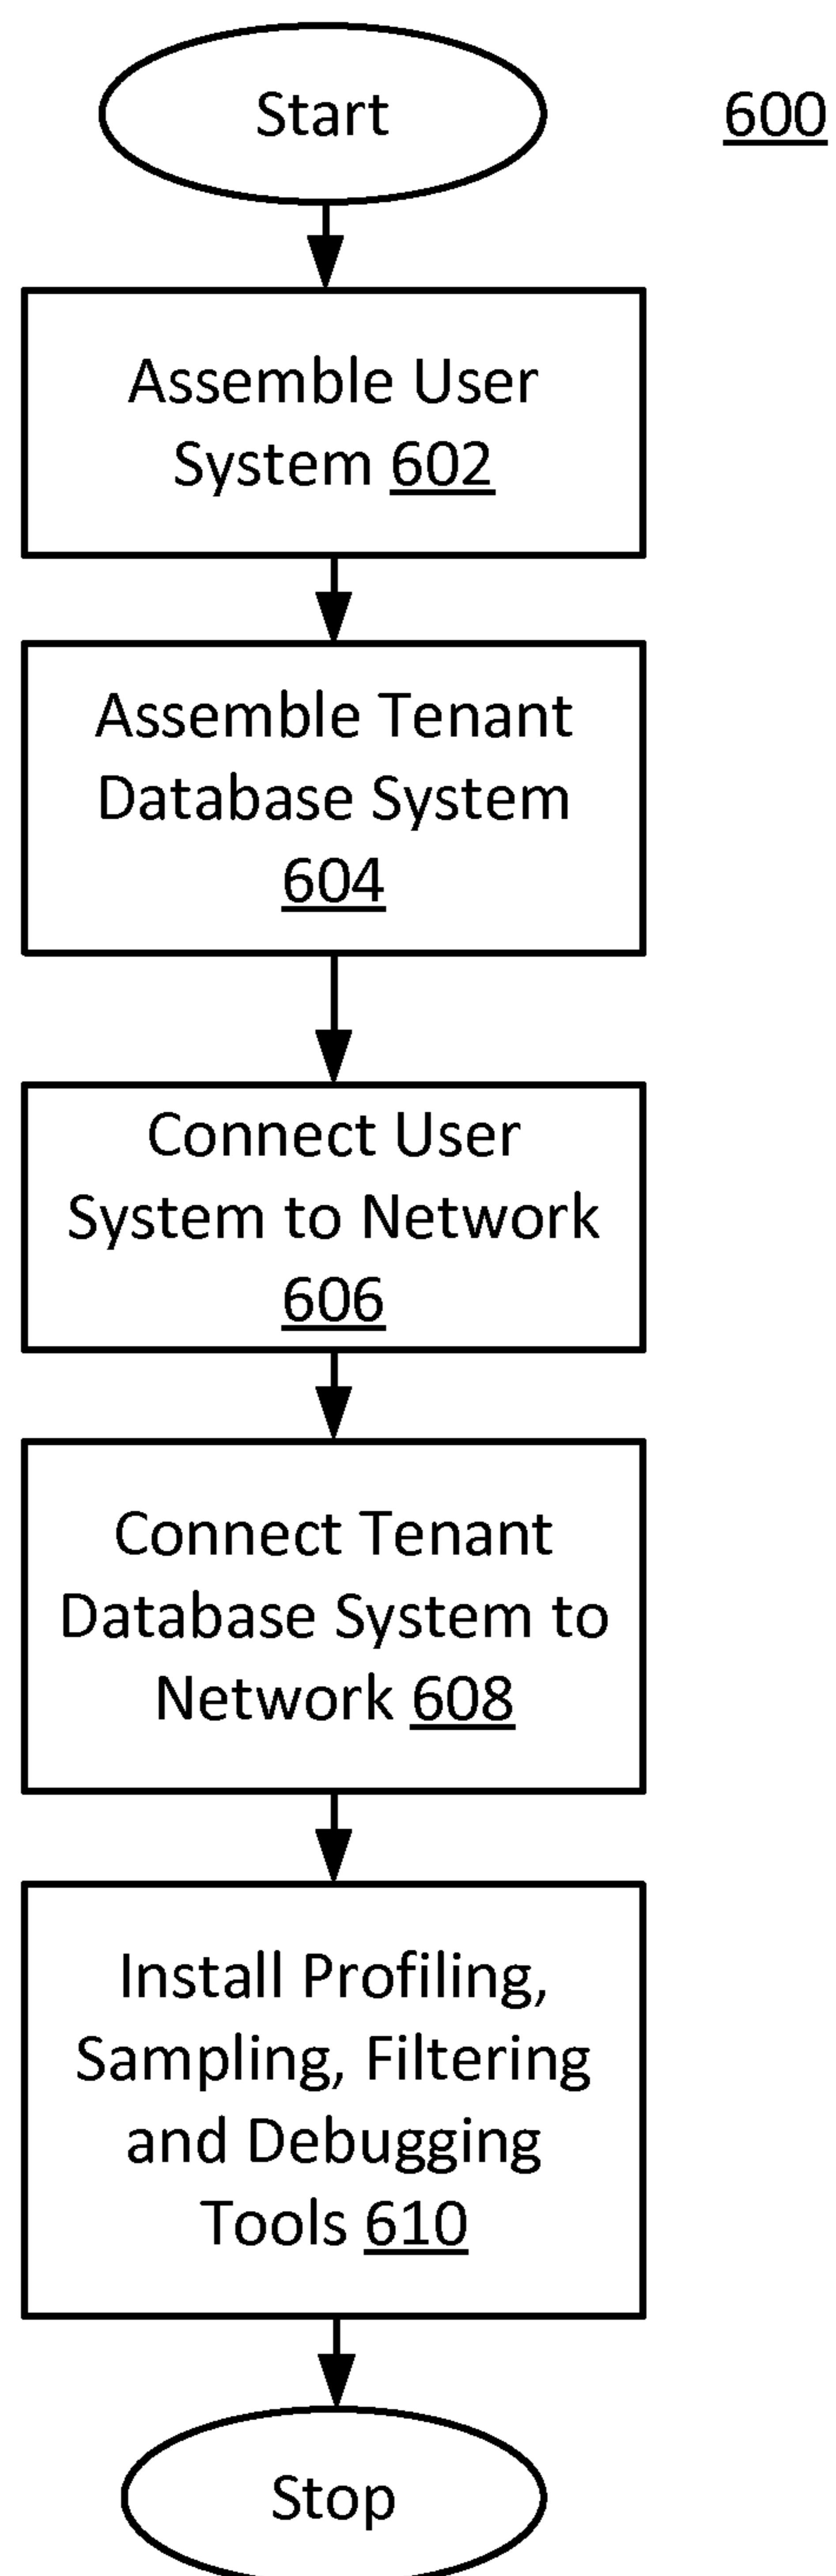 Start
600
Assemble User
System 602
Assemble Tenant
Database System
604
Connect User
System to Network
606
Connect Tenant
Database System to
Network 608
Install Profiling,
Sampling, Filtering
and Debugging
Tools 610
Stop